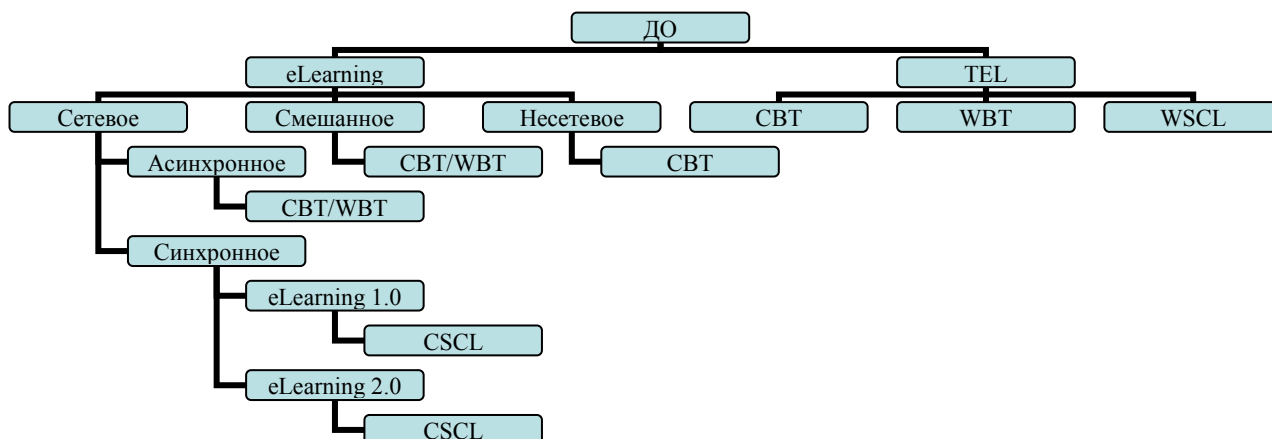 ДО
eLearning
TEL
Сетевое
Смешанное
Несетевое
CBT
WBT
WSCL
Асинхронное
CBT/WBT
CBT
CBT/WBT
Синхронное
eLearning 1.0
CSCL
eLearning 2.0
CSCL